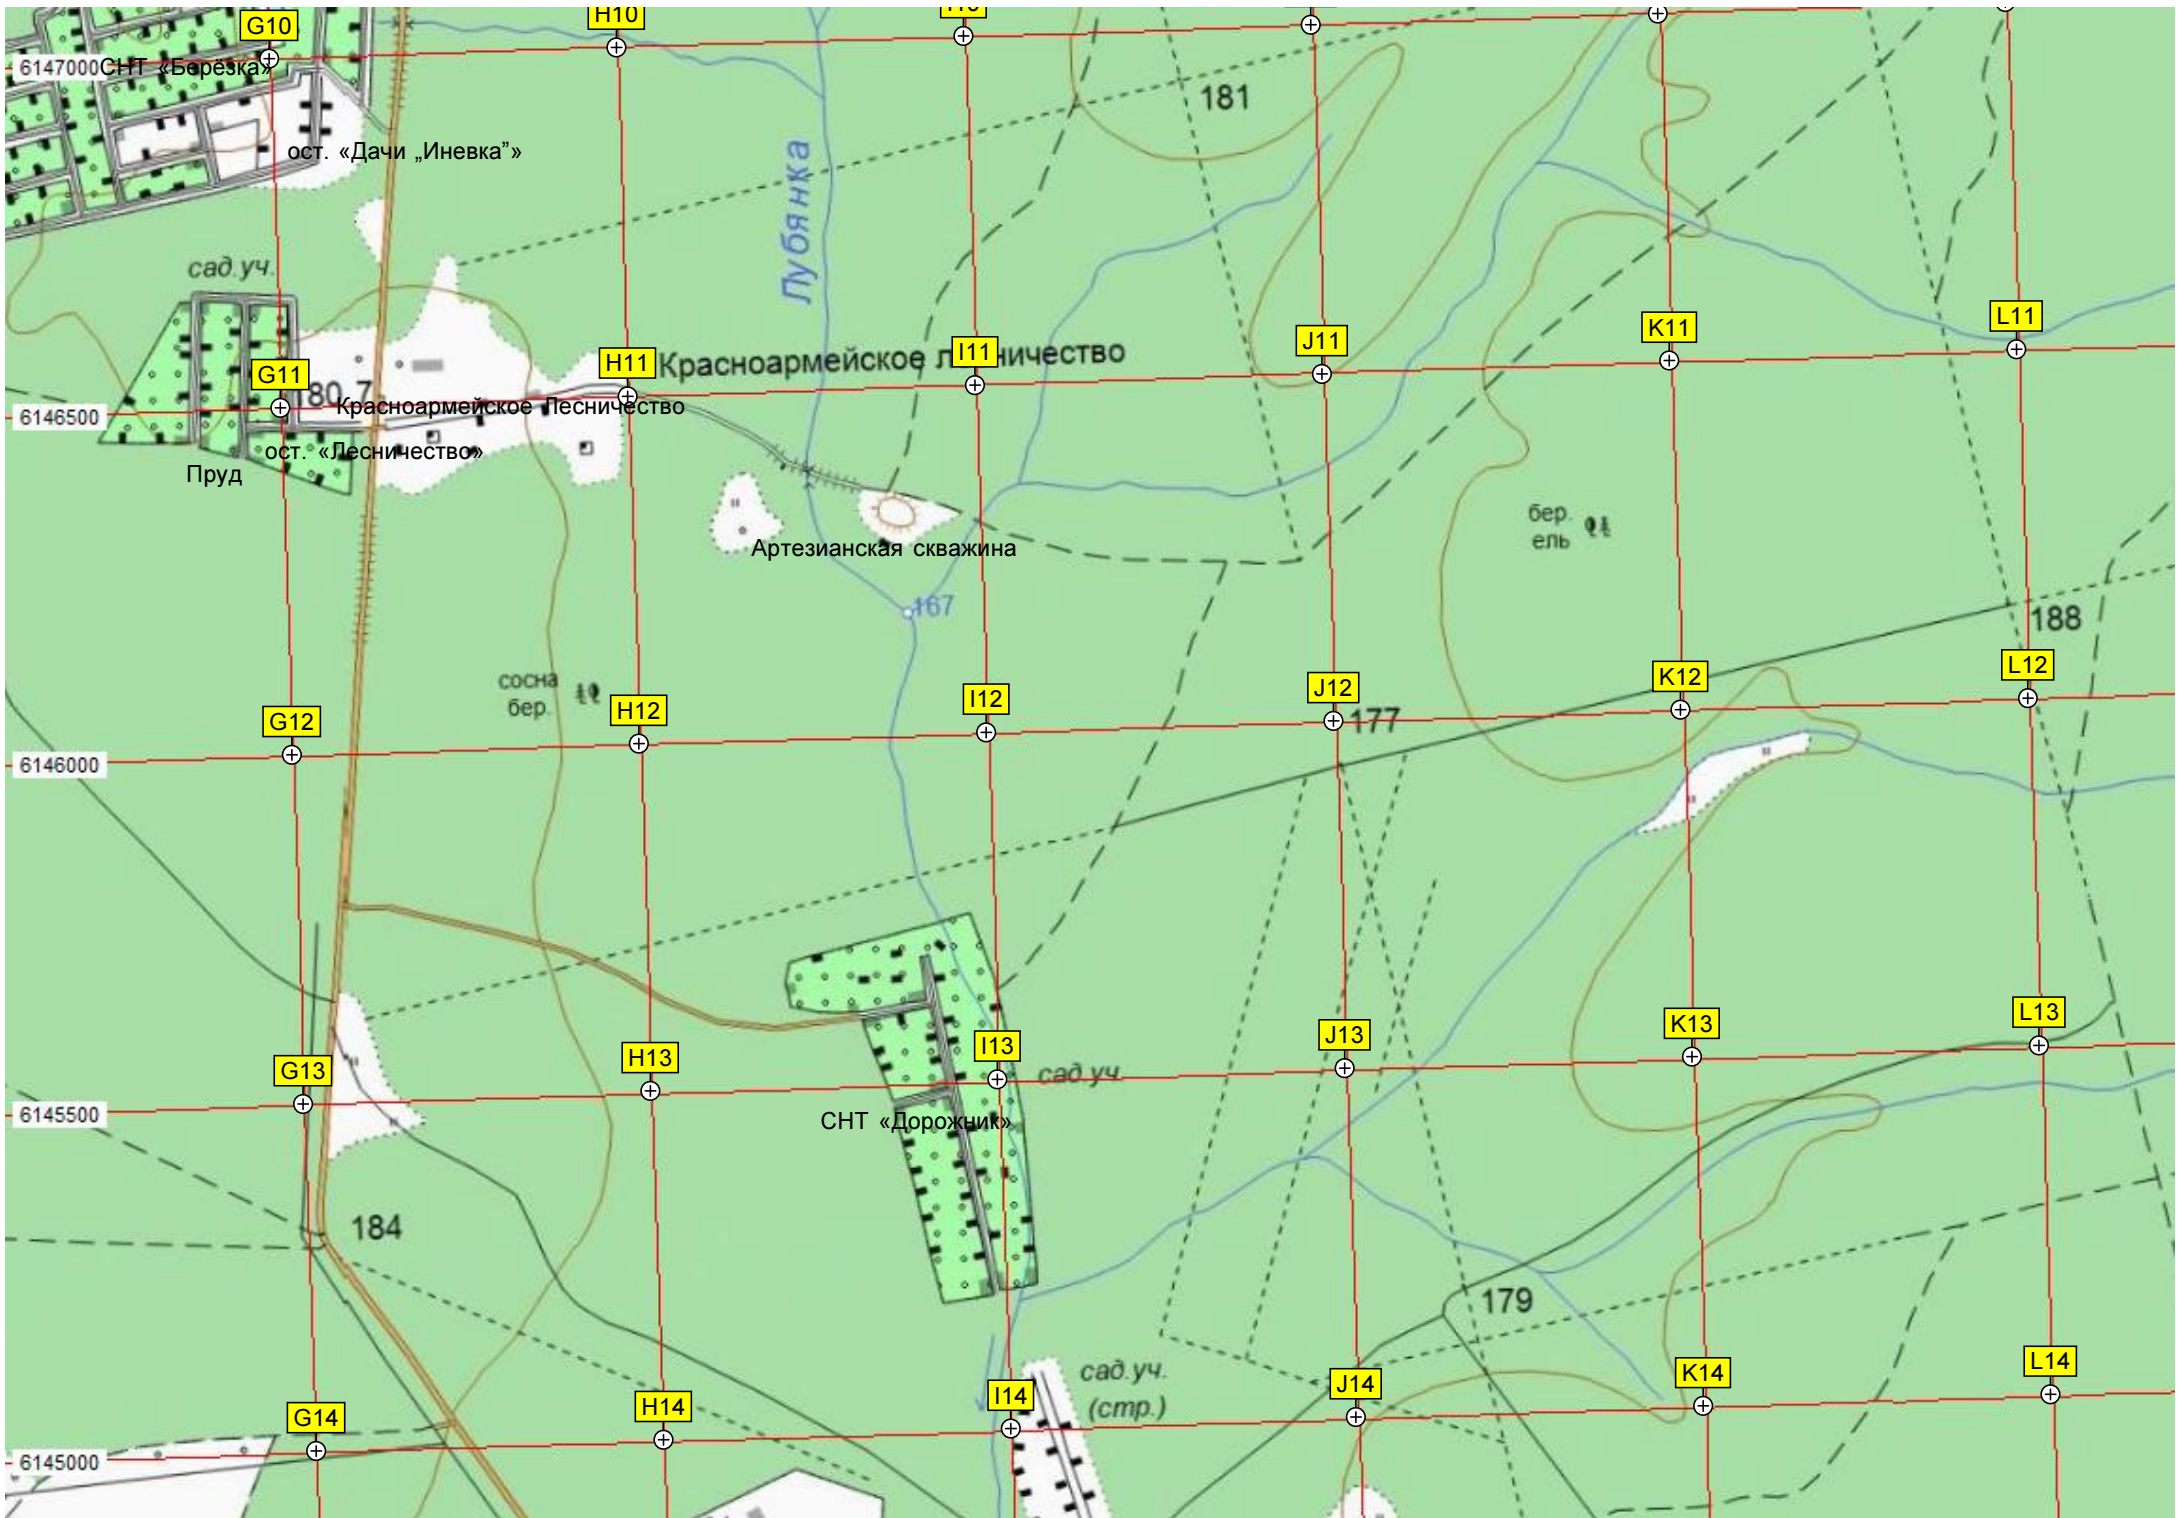 G10
H10
6147000
СНТ «Берёзка»
181
ост. «Дачи „Иневка"»
Лубянка
сад.уч.
L11
K11
J11
I11
H11
Красноармейское
G11
Красноармейское Лесничество
6146500
ост. «Лесничество»
Пруд
бер.
ель
Артезианская скважина
167
188
L12
K12
J12
177
сосна
бер.
I12
H12
G12
6146000
L13
K13
J13
I13
сад.уч.
H13
G13
6145500
СНТ «Дорожник»
184
179
L14
K14
J14
сад.уч.
(стр.)
I14
H14
G14
6145000